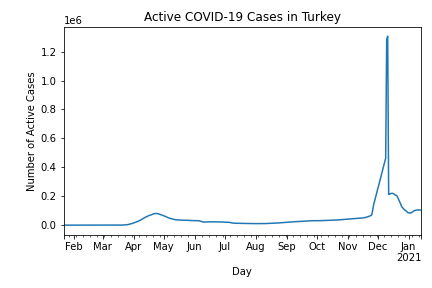 Active COVID-19 Cases in Turkey
1e6
1.2
1.0
0.8
0.6
0.4
0.2
0.0
Number of Active Cases
Feb Mar Apr May Jun Jul Aug Sep Oct Nov Dec Jan
2021
Day